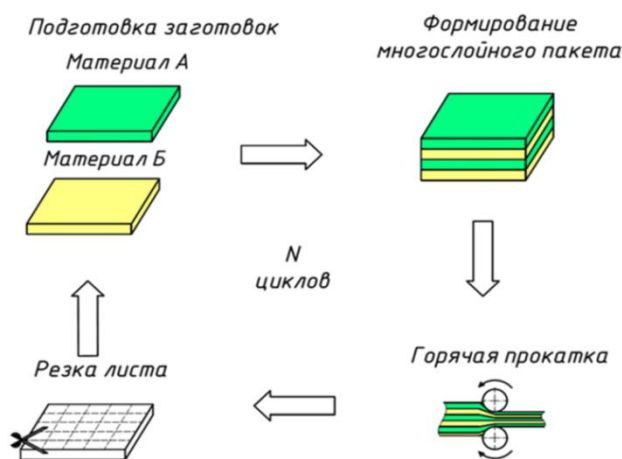 Подготовка заготовок
Материал А
Материал Б
Формирование
многослойного пакета
N
циклов
Резка листа
Горячая прокатка